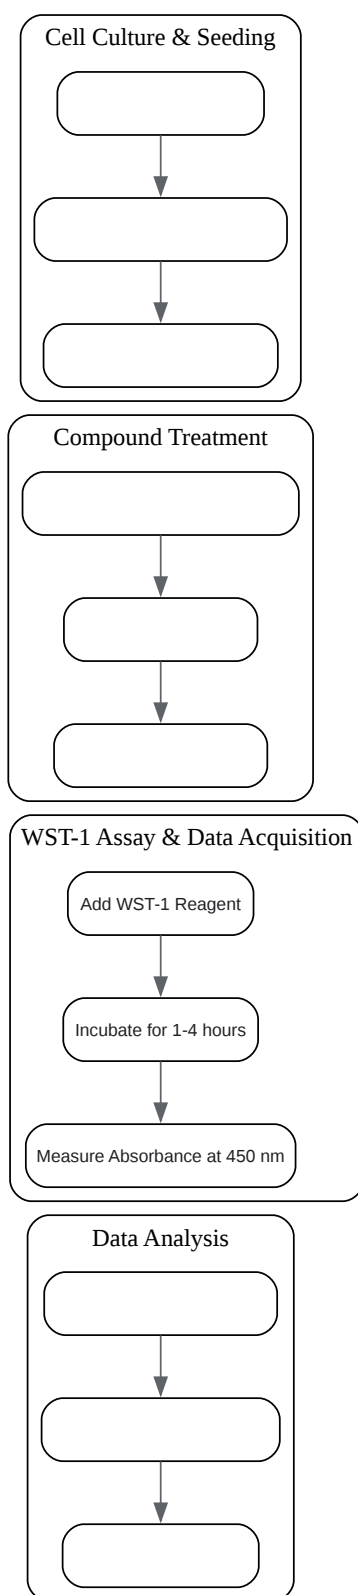 Cell Culture & Seeding
Compound Treatment
WST-1 Assay & Data Acquisition
Add WST-1 Reagent
Incubate for 1-4 hours
Measure Absorbance at 450 nm
Data Analysis